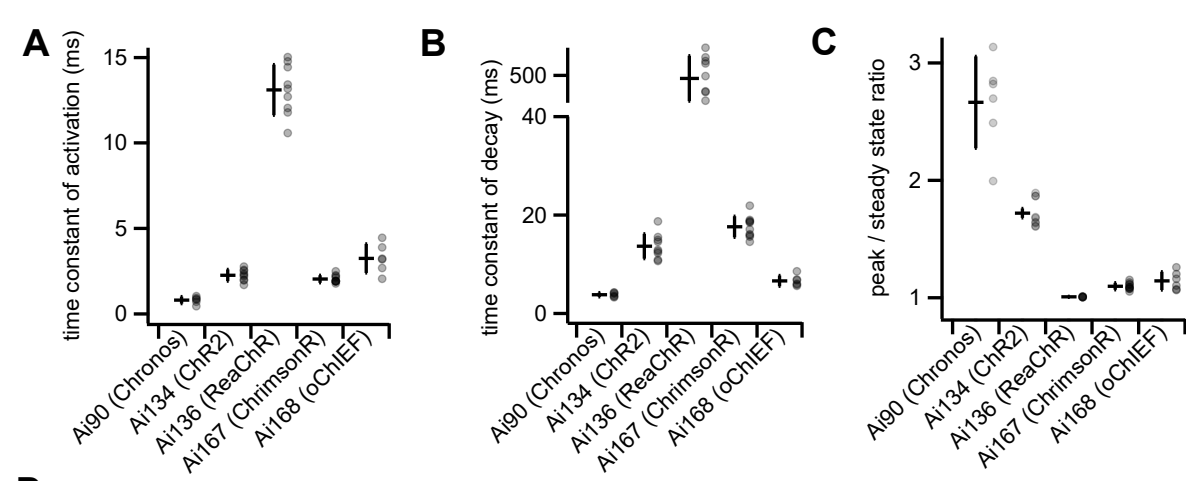 A
time constant of activation (ms)
15
10
5
0
Ai90 (Chronos)
Ai134 (ChR2)
Ai136 (ReaChR)
Ai167 (ChrimsonR)
Ai168 (oChIEF)
B
time constant of decay (ms)
500
40
20
0
Ai90 (Chronos)
Ai134 (ChR2)
Ai136 (ReaChR)
Ai167 (ChrimsonR)
Ai168 (oChIEF)
C
peak / steady state ratio
3
2
1
Ai90 (Chronos)
Ai134 (ChR2)
Ai136 (ReaChR)
Ai167 (ChrimsonR)
Ai168 (oChIEF)